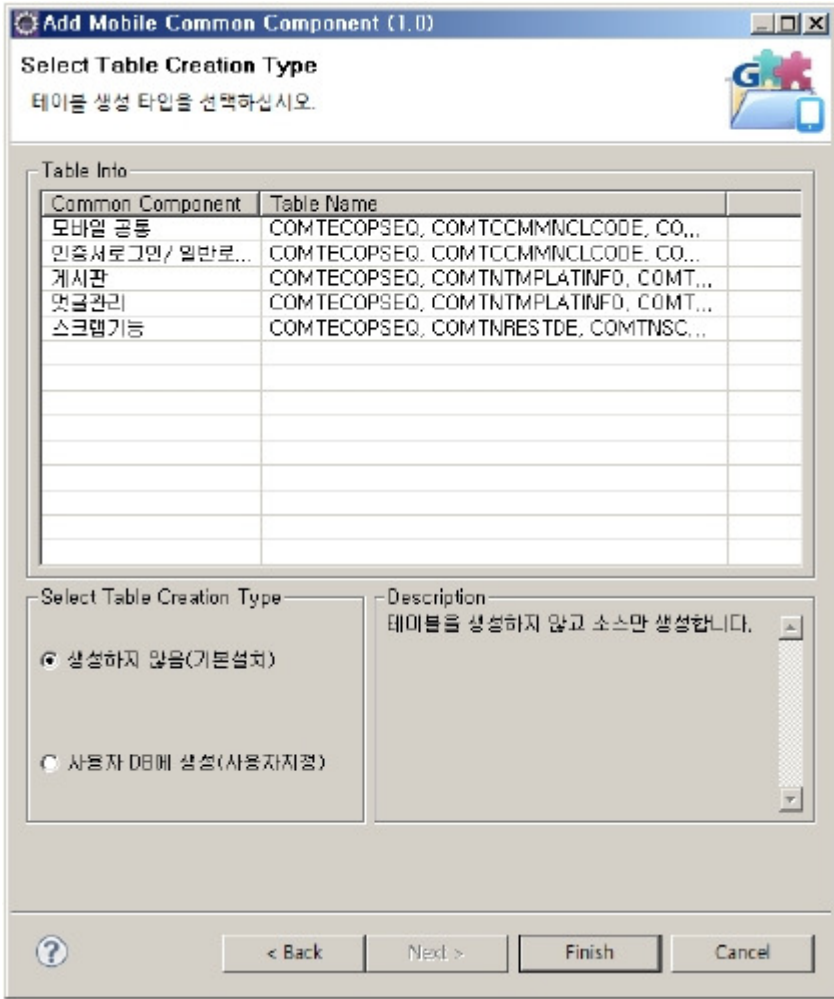 Add Mobile Common Component (1.0)
Select Table Creation Type
테이블 생성 타입을 선택하십시오.
G
Table Info
Common Component Table Name
모바일 공통 COMTECOPSEQ, COMTCCMMNCLCODE, CO...
인증서로그인/ 일반로... COMTECOPSEQ, COMTCCMMNCLCODE, CO...
게시판 COMTECOPSEQ, COMTNTMPLATINFO, COMT...
댓글관리 COMTECOPSEQ, COMTNTMPLATINFO, COMT...
스크랩기능 COMTECOPSEQ, COMTNRESTDE, COMTNSC...
Select Table Creation Type
생성하지 않음(기본설치)
사용자 DB에 생성(사용자지정)
Description
테이블을 생성하지 않고 소스만 생성합니다.
? < Back Next > Finish Cancel